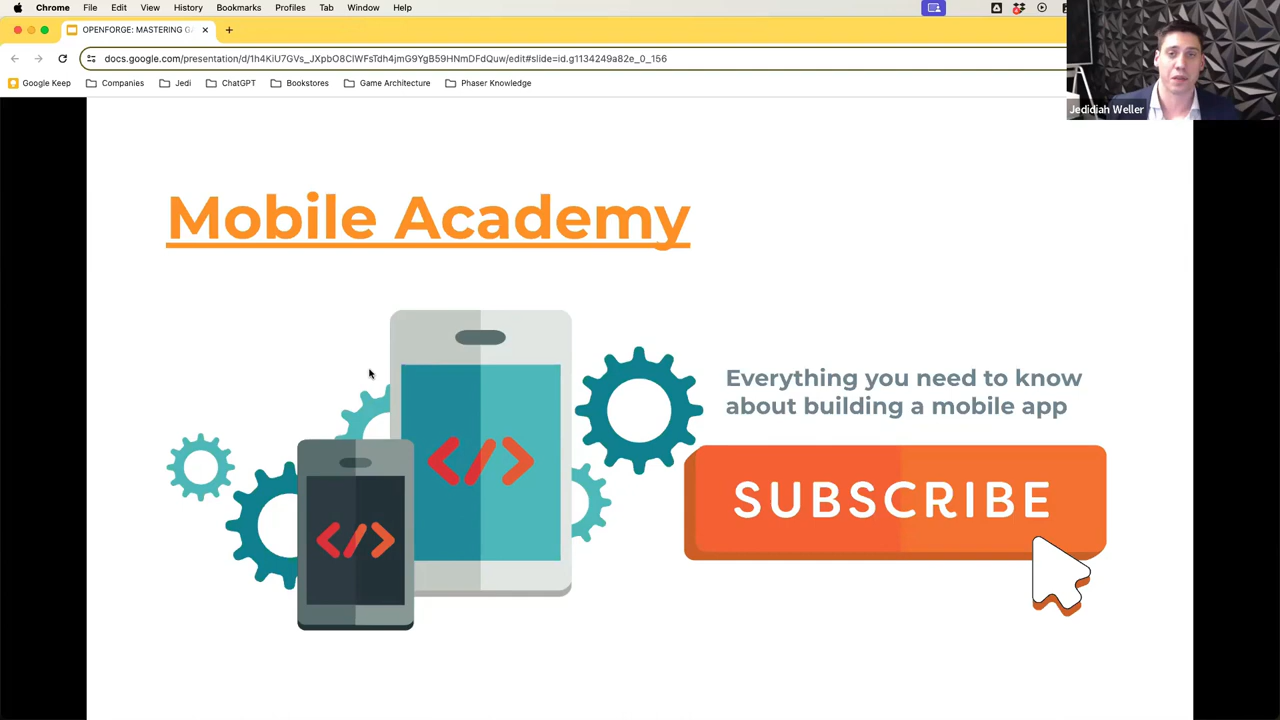 Chrome File Edit View History Bookmarks Profiles Tab Window Help
OPENFORGE: MASTERING GA
docs.google.com/presentation/d/1h4KiU7GVs_JXpbO8ClWFsTdh4jmG9YgB59HNmDFdQuw/edit#slide=id.g1134249a82e_0_156
Google Keep Companies Jedi ChatGPT Bookstores Game Architecture Phaser Knowledge
Jedidiah Weller
Mobile Academy
</>
</>
Everything you need to know
about building a mobile app
SUBSCRIBE